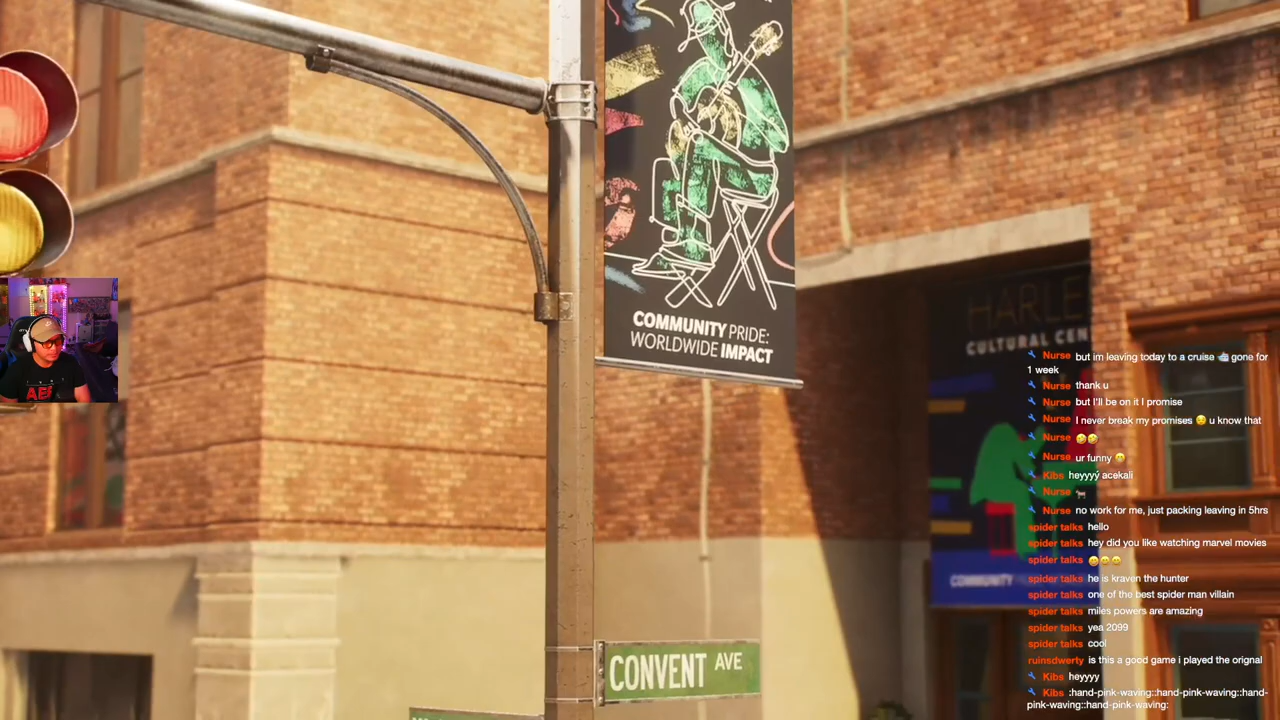 COMMUNITY PRIDE:
WORLDWIDE IMPACT
HARLE
CULTURAL CEN
COMMUNITY
CONVENT AVE
Nurse but im leaving today to a cruise 🚢 gone for
1 week
Nurse thank u
Nurse but I'll be on it I promise
Nurse I never break my promises 😏 u know that
Nurse 🤣🤣
Nurse ur funny 🤭
Kibs heyyyý acekali
Nurse 🐐
Nurse no work for me, just packing leaving in 5hrs
spider talks hello
spider talks hey did you like watching marvel movies
spider talks 😁😁😁
spider talks he is kraven the hunter
spider talks one of the best spider man villain
spider talks miles powers are amazing
spider talks yea 2099
spider talks cool
ruinsdwerty is this a good game i played the orignal
Kibs heyyyy
Kibs :hand-pink-waving::hand-pink-waving::hand-
pink-waving::hand-pink-waving: